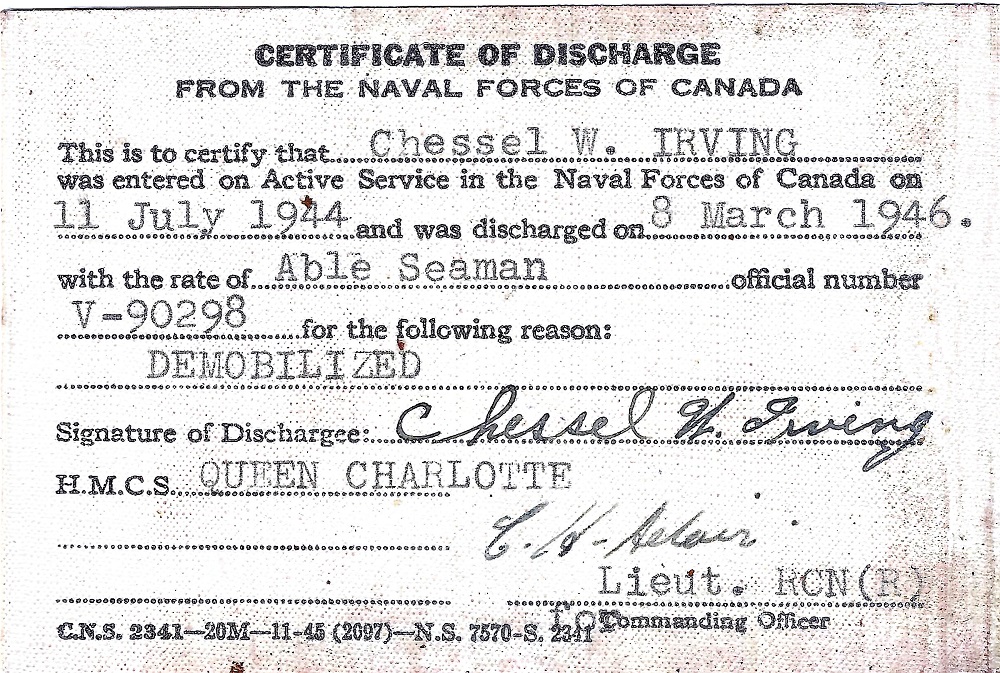 CERTIFICATE OF DISCHARGE
FROM THE NAVAL FORCES OF CANADA
This is to certify that Chessel W. IRVING
was entered on Active Service in the Naval Forces of Canada on
11 July 1944 and was discharged on 8 March 1946.
with the rate of Able Seaman official number
V-90298 for the following reason:
DEMOBILIZED
Signature of Dischargee: Chessel W. Irving
H.M.C.S. QUEEN CHARLOTTE
C. H.
Lieut. RCN(R)
for Commanding Officer
C.N.S. 2341—20M—11-45 (2097)—N.S. 7570-S. 2341